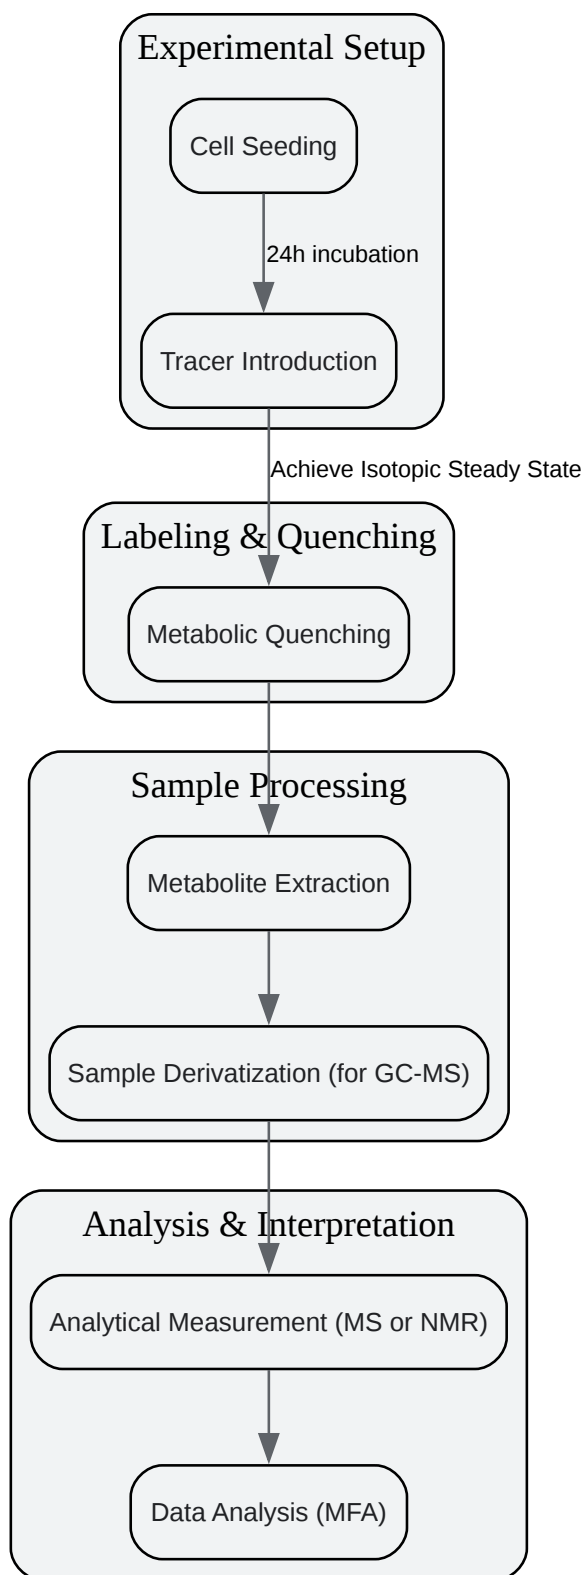 Experimental Setup
Cell Seeding
24h incubation
Tracer Introduction
Achieve Isotopic Steady State
Labeling & Quenching
Metabolic Quenching
Sample Processing
Metabolite Extraction
Sample Derivatization (for GC-MS)
Analysis & Interpretation
Analytical Measurement (MS or NMR)
Data Analysis (MFA)